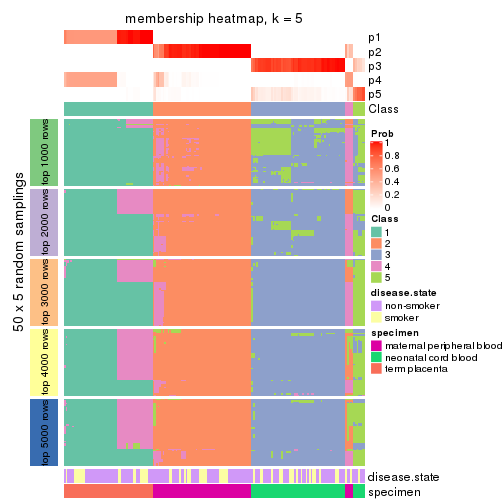 membership heatmap, k = 5
p1
p2
p3
p4
p5
Class
50 x 5 random samplings
top 1000 rows
top 2000 rows
top 3000 rows
top 4000 rows
top 5000 rows
disease.state
specimen
Prob
1
0.8
0.6
0.4
0.2
0
Class
1
2
3
4
5
disease.state
non-smoker
smoker
specimen
maternal peripheral blood
neonatal cord blood
term placenta